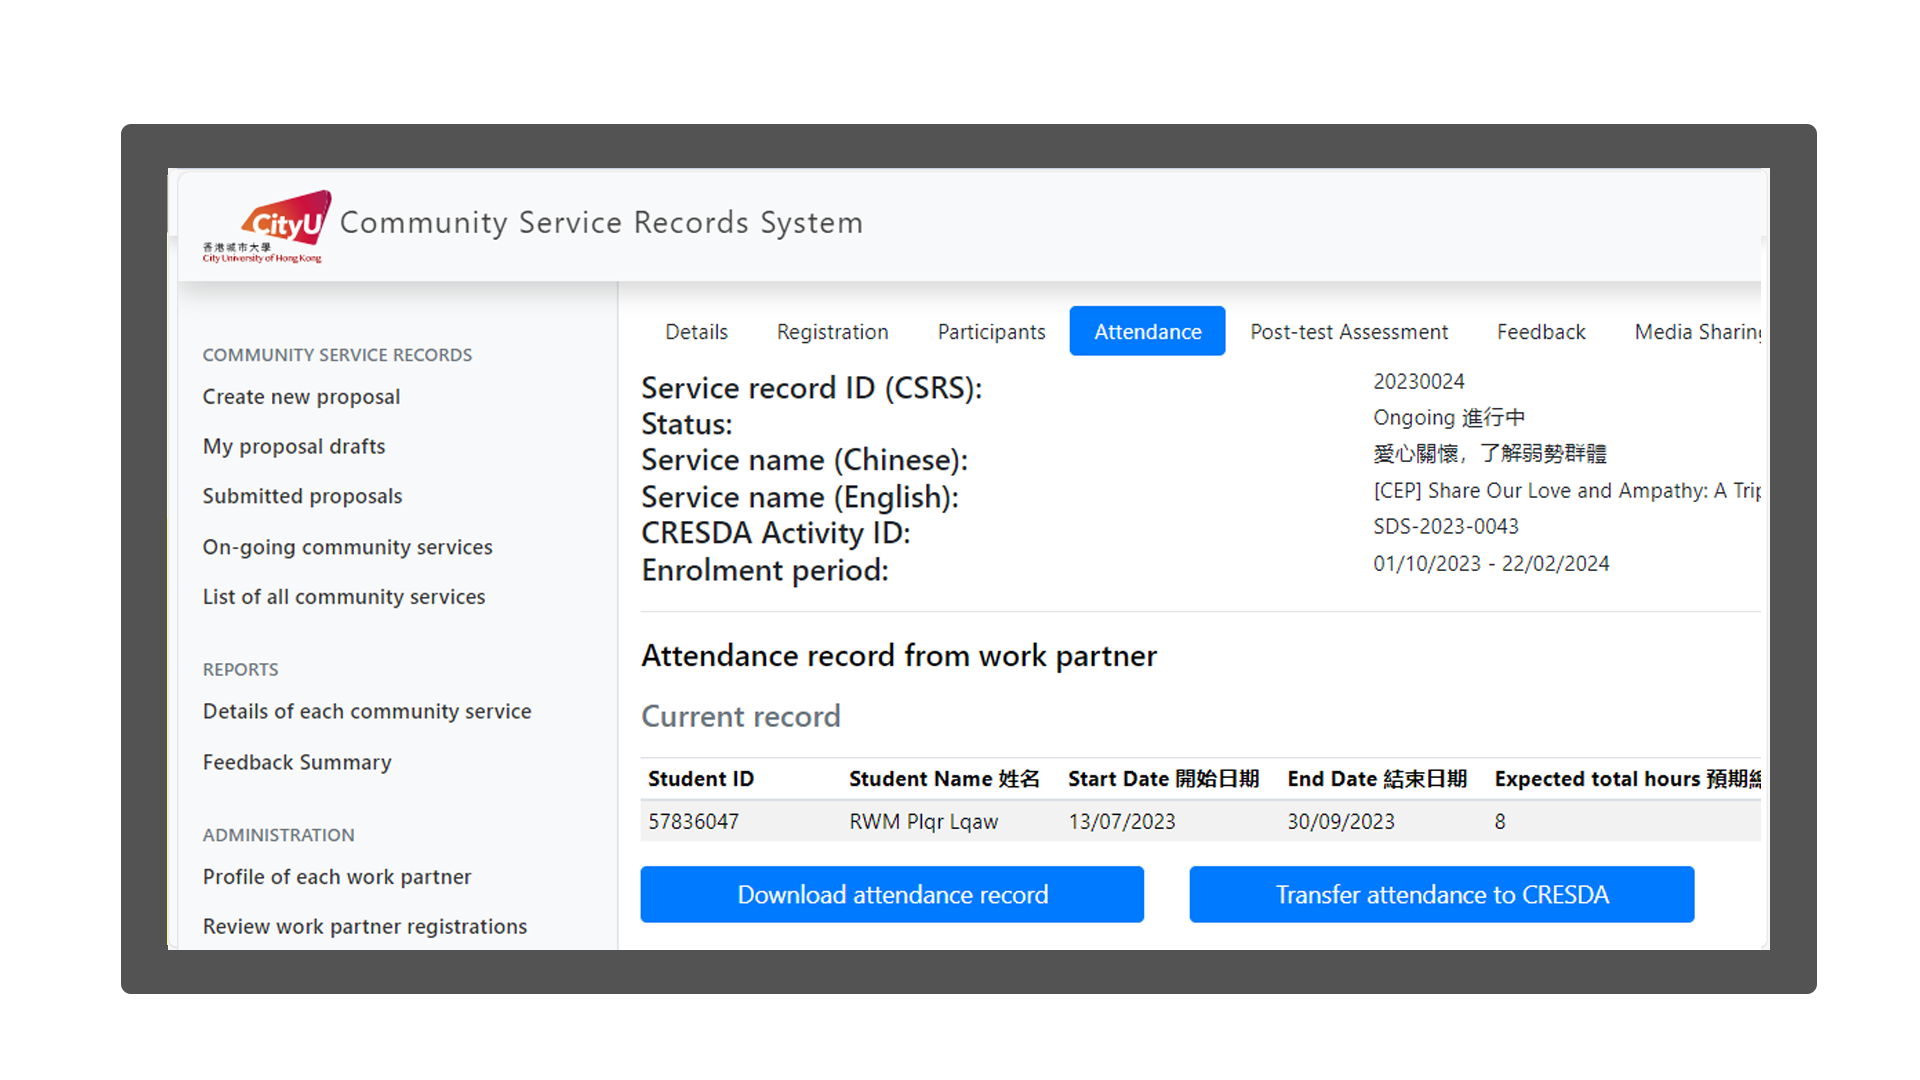 CityU
香港城市大學
City University of Hong Kong
Community Service Records System
COMMUNITY SERVICE RECORDS
Create new proposal
My proposal drafts
Submitted proposals
On-going community services
List of all community services
REPORTS
Details of each community service
Feedback Summary
ADMINISTRATION
Profile of each work partner
Review work partner registrations
Details Registration Participants Attendance Post-test Assessment Feedback Media Sharing
Service record ID (CSRS): 20230024
Status: Ongoing 進行中
Service name (Chinese): 愛心關懷，了解弱勢群體
Service name (English): [CEP] Share Our Love and Ampathy: A Trip
CRESDA Activity ID: SDS-2023-0043
Enrolment period: 01/10/2023 - 22/02/2024
Attendance record from work partner
Current record
Student ID Student Name 姓名 Start Date 開始日期 End Date 結束日期 Expected total hours 預期總
57836047 RWM Plqr Lqaw 13/07/2023 30/09/2023 8
Download attendance record Transfer attendance to CRESDA